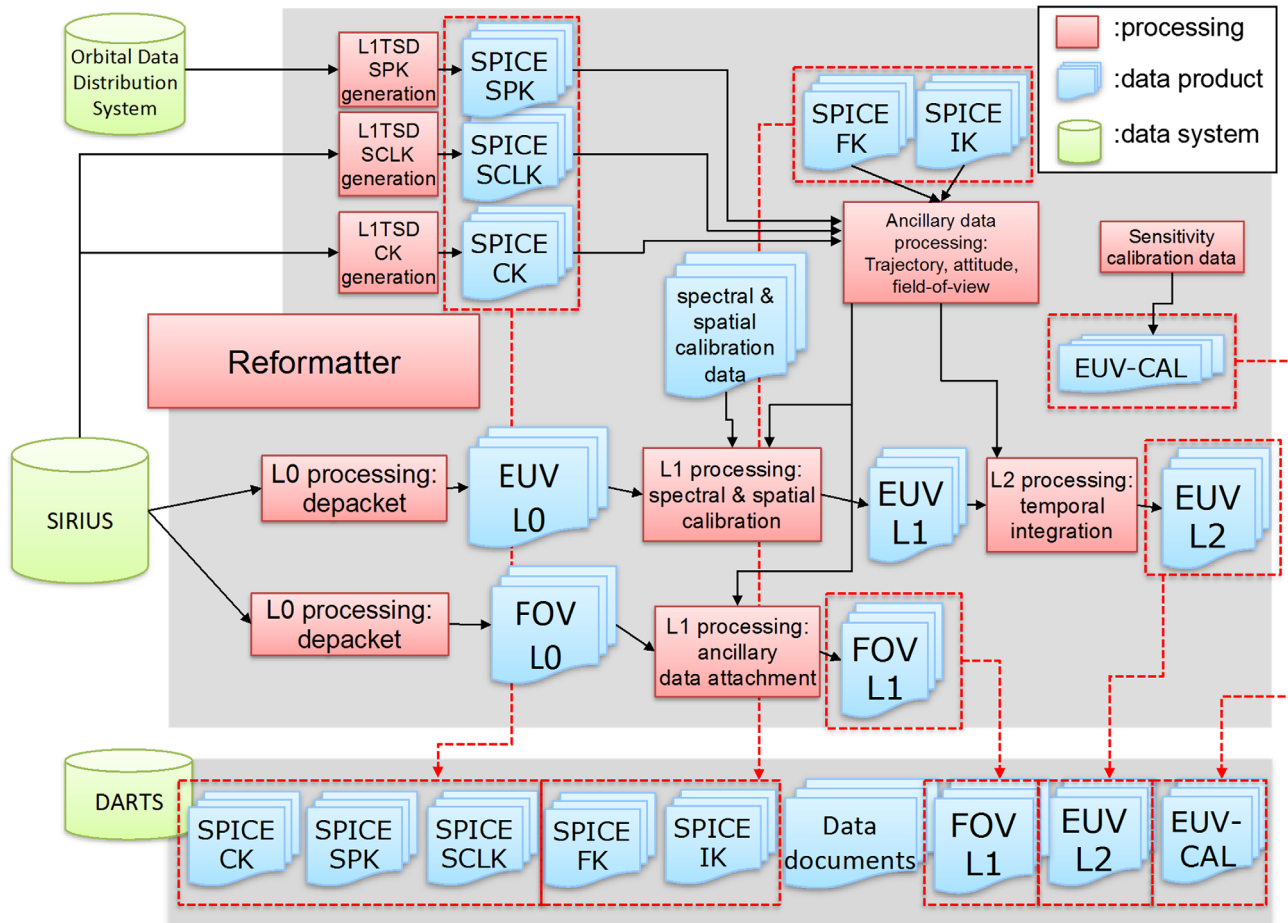 Orbital Data
Distribution
System
L1TSD
SPK
generation
SPICE
SPK
L1TSD
SCLK
generation
SPICE
SCLK
L1TSD
CK
generation
SPICE
CK
SPICE
FK
SPICE
IK
:processing
:data product
:data system
Ancillary data
processing:
Trajectory, attitude,
field-of-view
Sensitivity
calibration data
EUV-CAL
spectral &
spatial
calibration
data
Reformatter
SIRIUS
L0 processing:
depacket
EUV
L0
L1 processing:
spectral & spatial
calibration
EUV
L1
L2 processing:
temporal
integration
EUV
L2
L0 processing:
depacket
FOV
L0
L1 processing:
ancillary
data attachment
FOV
L1
DARTS
SPICE
CK
SPICE
SPK
SPICE
SCLK
SPICE
FK
SPICE
IK
Data
documents
FOV
L1
EUV
L2
EUV-
CAL